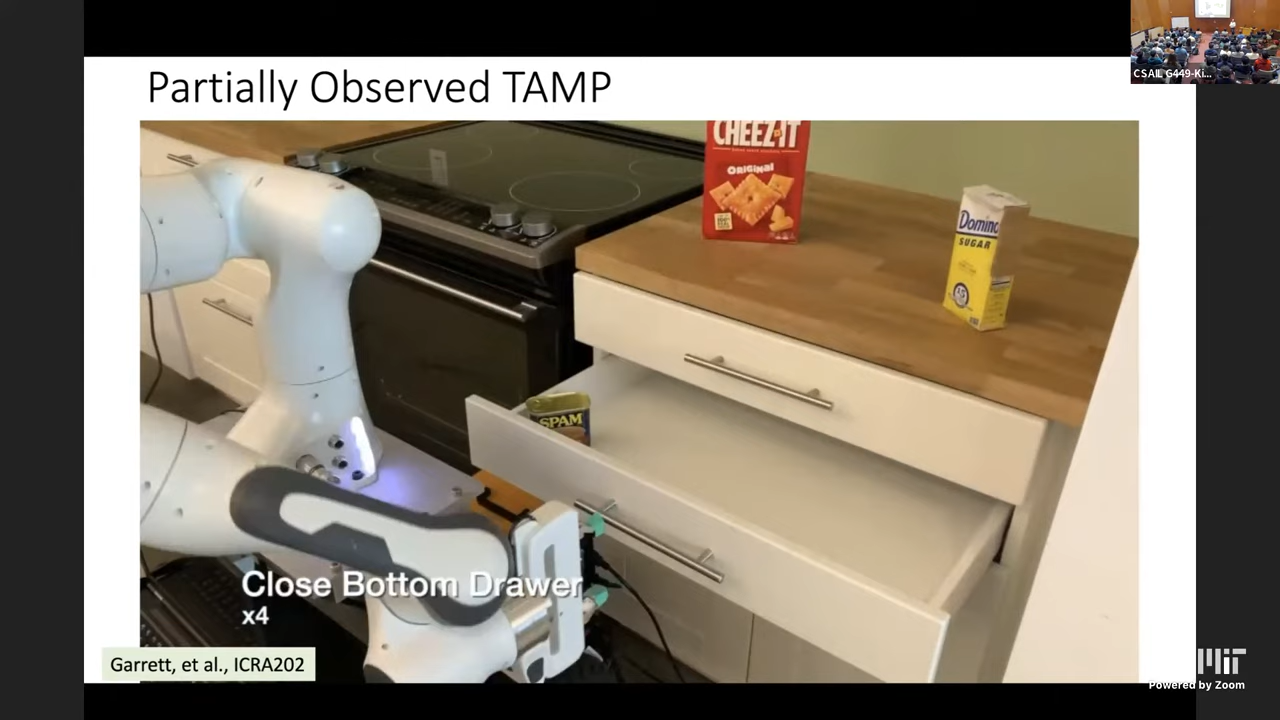 Partially Observed TAMP
CSAIL G449-Ki...
CHEEZ-IT
ORIGINAL
Domino
SUGAR
SPAM
Close Bottom Drawer
x4
Garrett, et al., ICRA202
MIT
Powered by Zoom